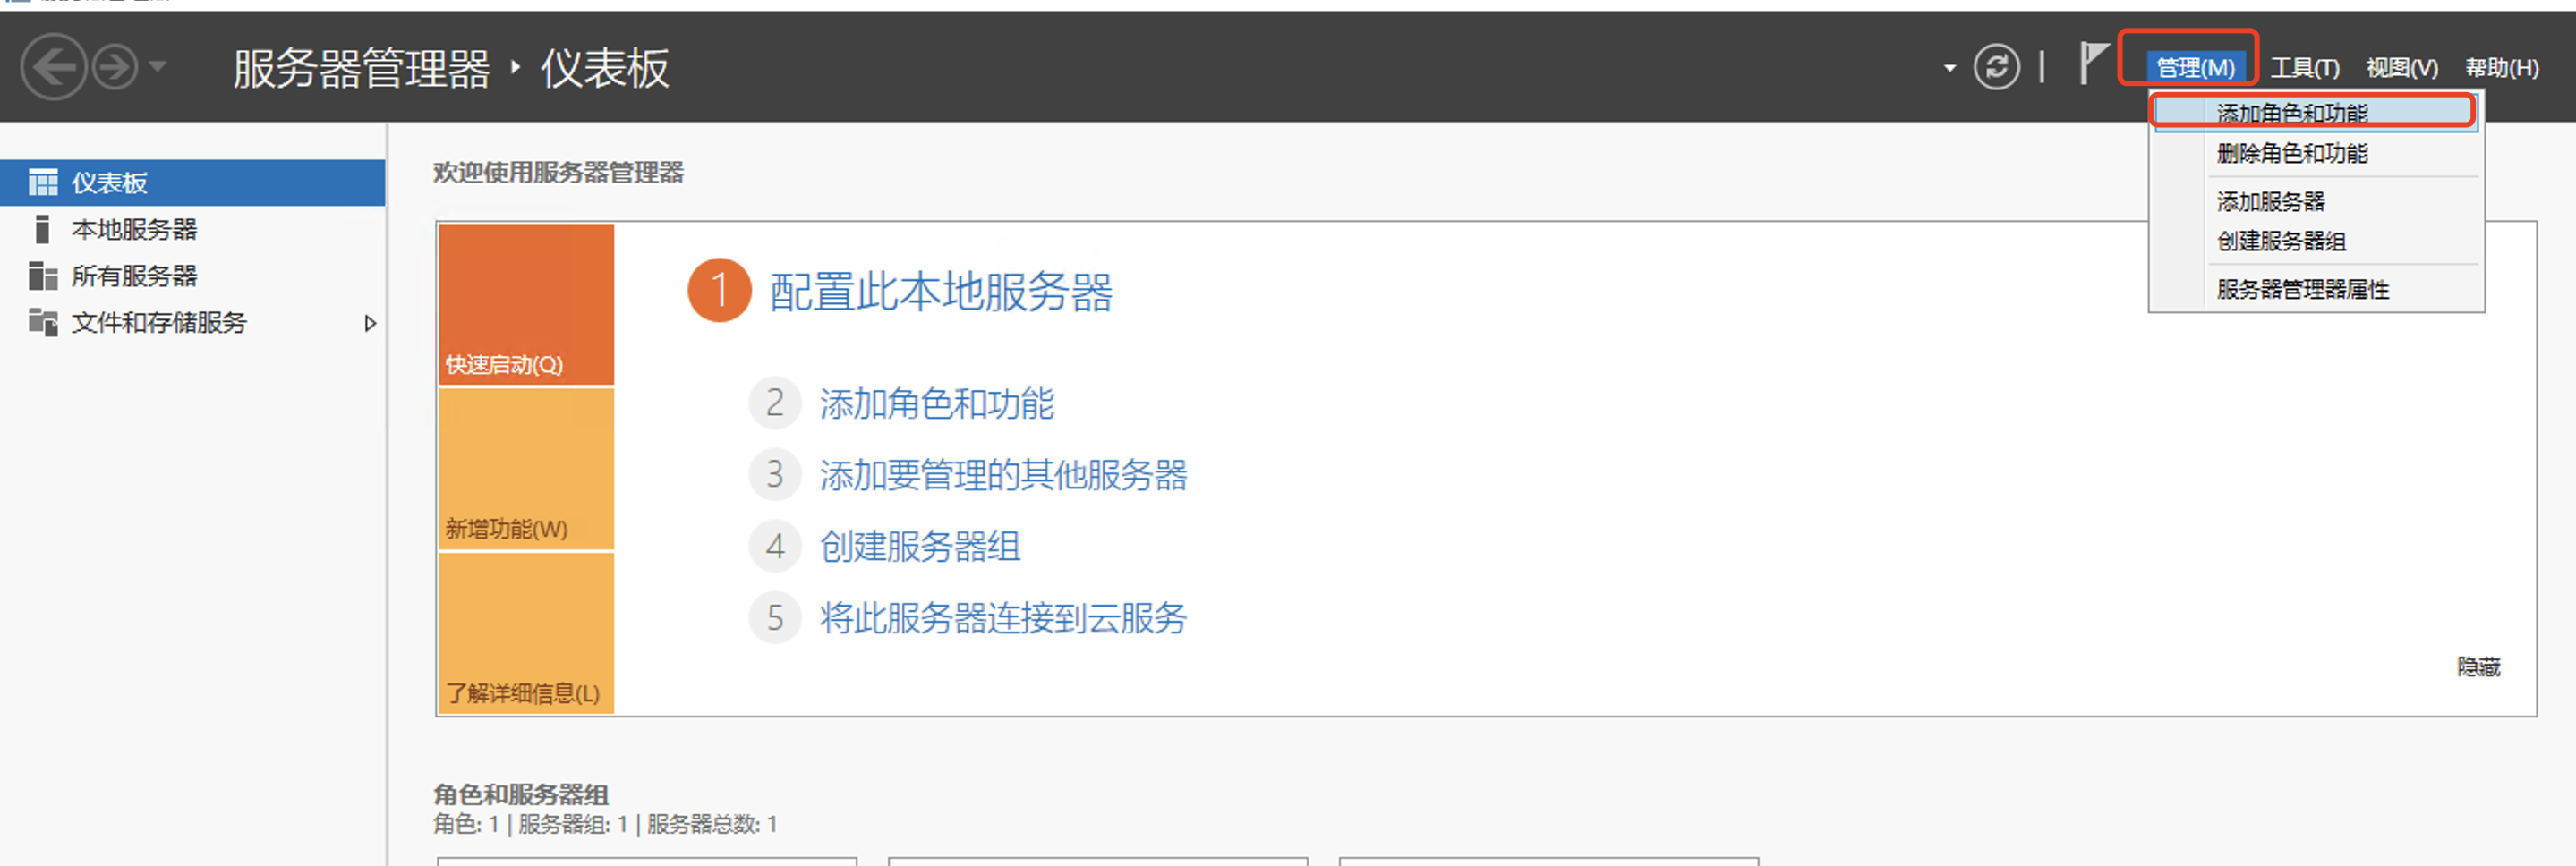 服务器管理器 ‣ 仪表板
管理(M) 工具(T) 视图(V) 帮助(H)
添加角色和功能
删除角色和功能
添加服务器
创建服务器组
服务器管理器属性
仪表板
本地服务器
所有服务器
文件和存储服务
欢迎使用服务器管理器
快速启动(Q)
新增功能(W)
了解详细信息(L)
1 配置此本地服务器
2 添加角色和功能
3 添加要管理的其他服务器
4 创建服务器组
5 将此服务器连接到云服务
隐藏
角色和服务器组
角色: 1 | 服务器组: 1 | 服务器总数: 1